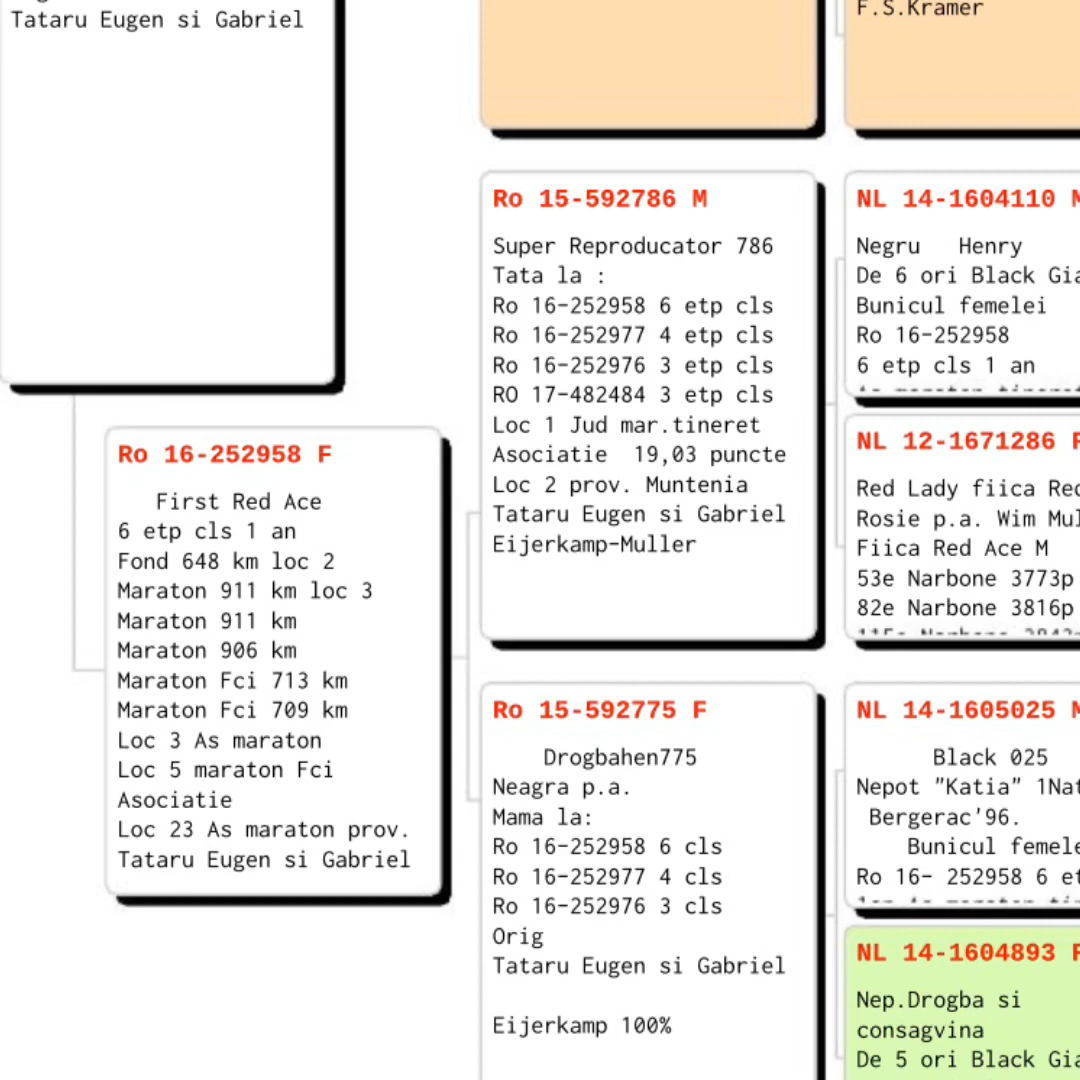 Tataru Eugen si Gabriel
F.S.Kramer
Ro 16-252958 F
First Red Ace
6 etp cls 1 an
Fond 648 km loc 2
Maraton 911 km loc 3
Maraton 911 km
Maraton 906 km
Maraton Fci 713 km
Maraton Fci 709 km
Loc 3 As maraton
Loc 5 maraton Fci
Asociatie
Loc 23 As maraton prov.
Tataru Eugen si Gabriel
Ro 15-592786 M
Super Reproducator 786
Tata la :
Ro 16-252958 6 etp cls
Ro 16-252977 4 etp cls
Ro 16-252976 3 etp cls
RO 17-482484 3 etp cls
Loc 1 Jud mar.tineret
Asociatie  19,03 puncte
Loc 2 prov. Muntenia
Tataru Eugen si Gabriel
Eijerkamp-Muller
Ro 15-592775 F
Drogbahen775
Neagra p.a.
Mama la:
Ro 16-252958 6 cls
Ro 16-252977 4 cls
Ro 16-252976 3 cls
Orig
Tataru Eugen si Gabriel
Eijerkamp 100%
NL 14-1604110
Negru   Henry
De 6 ori Black
Bunicul femelei
Ro 16-252958
6 etp cls 1 an
NL 12-1671286
Red Lady fiica
Rosie p.a. Wim
Fiica Red Ace M
53e Narbone 3773p
82e Narbone 3816p
NL 14-1605025
Black 025
Nepot "Katia"
Bergerac'96.
Bunicul
Ro 16- 252958 6
NL 14-1604893
Nep.Drogba si
consagvina
De 5 ori Black